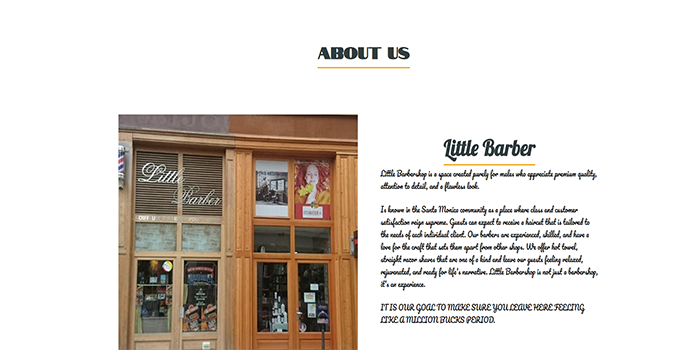 ABOUT US
Little Barber
Little Barber
Little Barbershop is a space created purely for males who appreciate premium quality,
attention to detail, and a flawless look.
Is known in the Santa Monica community as a place where class and customer
satisfaction reign supreme. Guests can expect to receive a haircut that is tailored to
the needs of each individual client. Our barbers are experienced, skilled, and have a
love for the craft that sets them apart from other shops. We offer hot towel,
straight razor shaves that are one of a kind and leave our guests feeling relaxed,
rejuvenated, and ready for life's narrative. Little Barbershop is not just a barbershop,
it's an experience.
IT IS OUR GOAL TO MAKE SURE YOU LEAVE HERE FEELING
LIKE A MILLION BUCKS PERIOD.